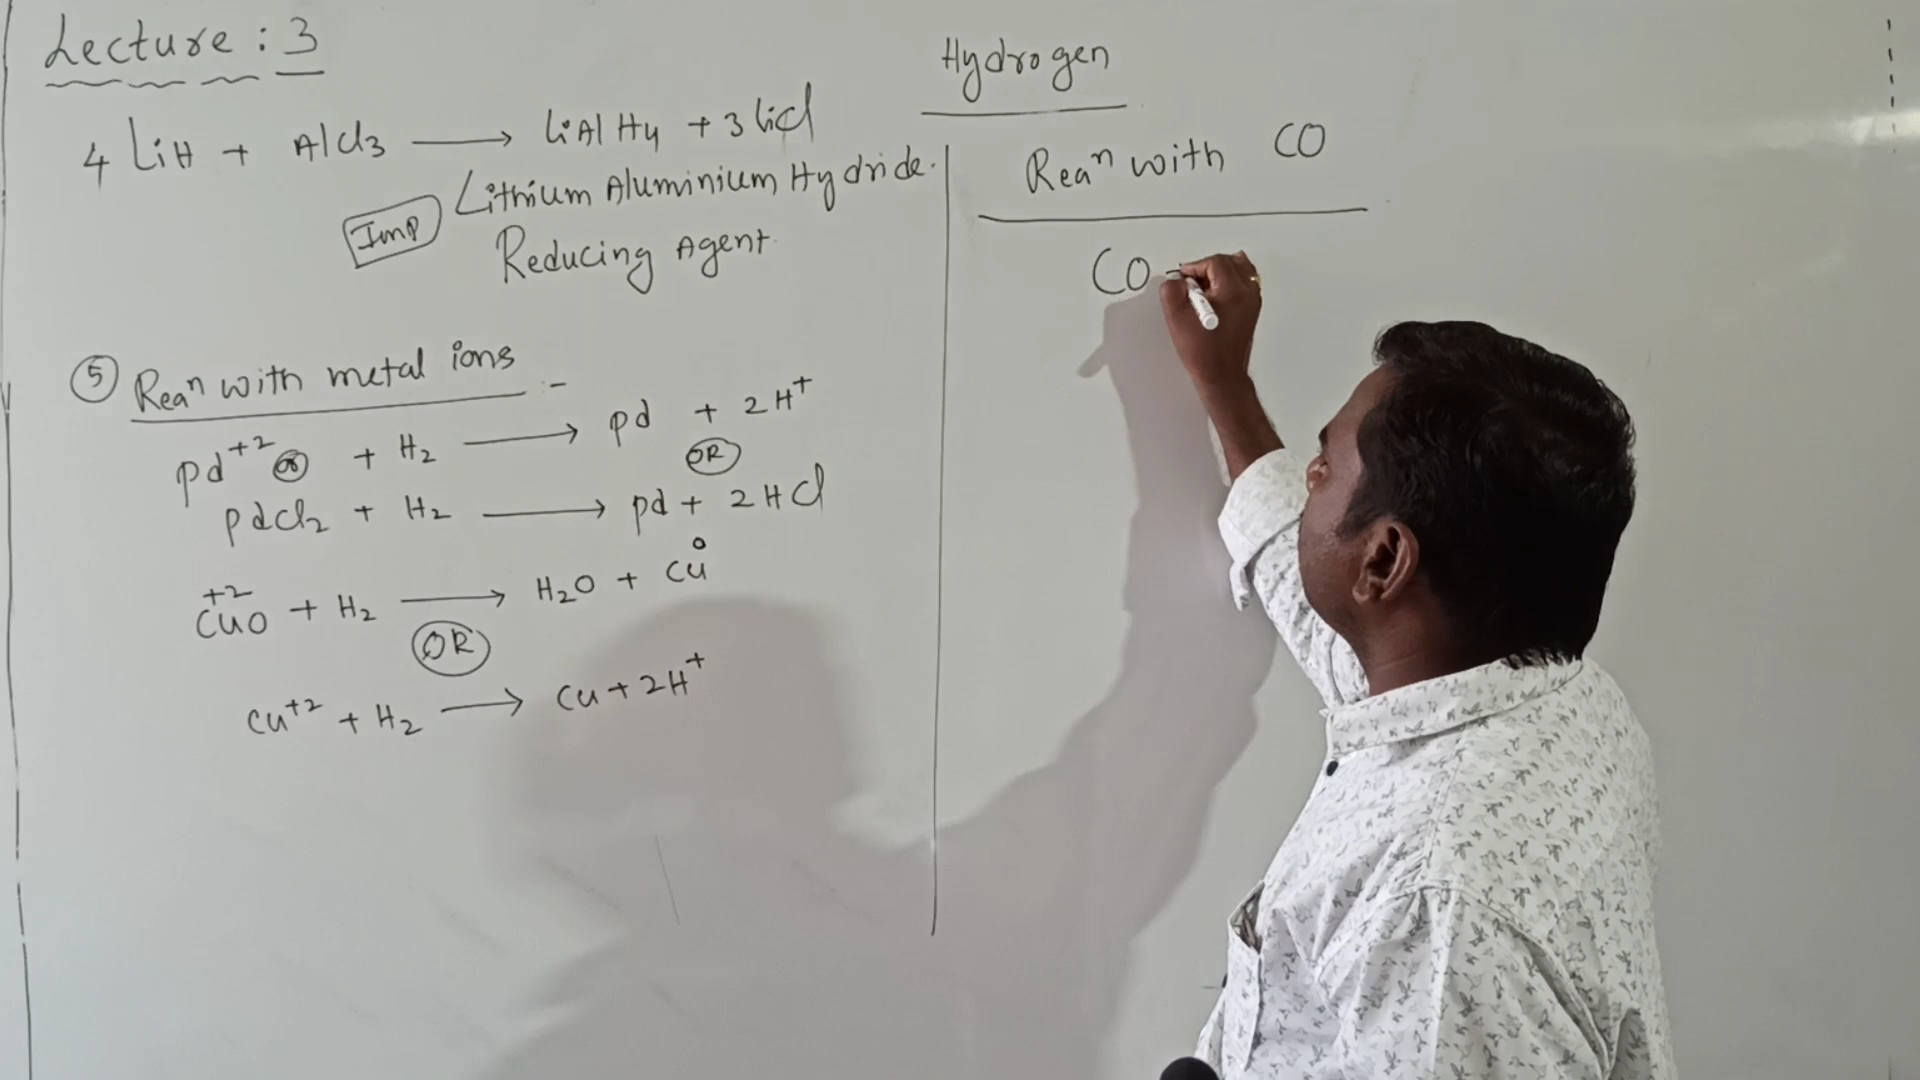 Lecture : 3
Hydrogen
4 LiH + AlCl3 ⟶ LiAlH4 + 3 LiCl
Imp Lithium Aluminium Hydride.
Reducing Agent
⑤ Reaⁿ with metal ions :-
Pd⁺² or + H₂ ⟶ Pd + 2H⁺
OR
PdCl₂ + H₂ ⟶ Pd + 2HCl
+2 0
CuO + H₂ ⟶ H₂O + Cu
OR
Cu⁺² + H₂ ⟶ Cu + 2H⁺
Reaⁿ with CO
CO +